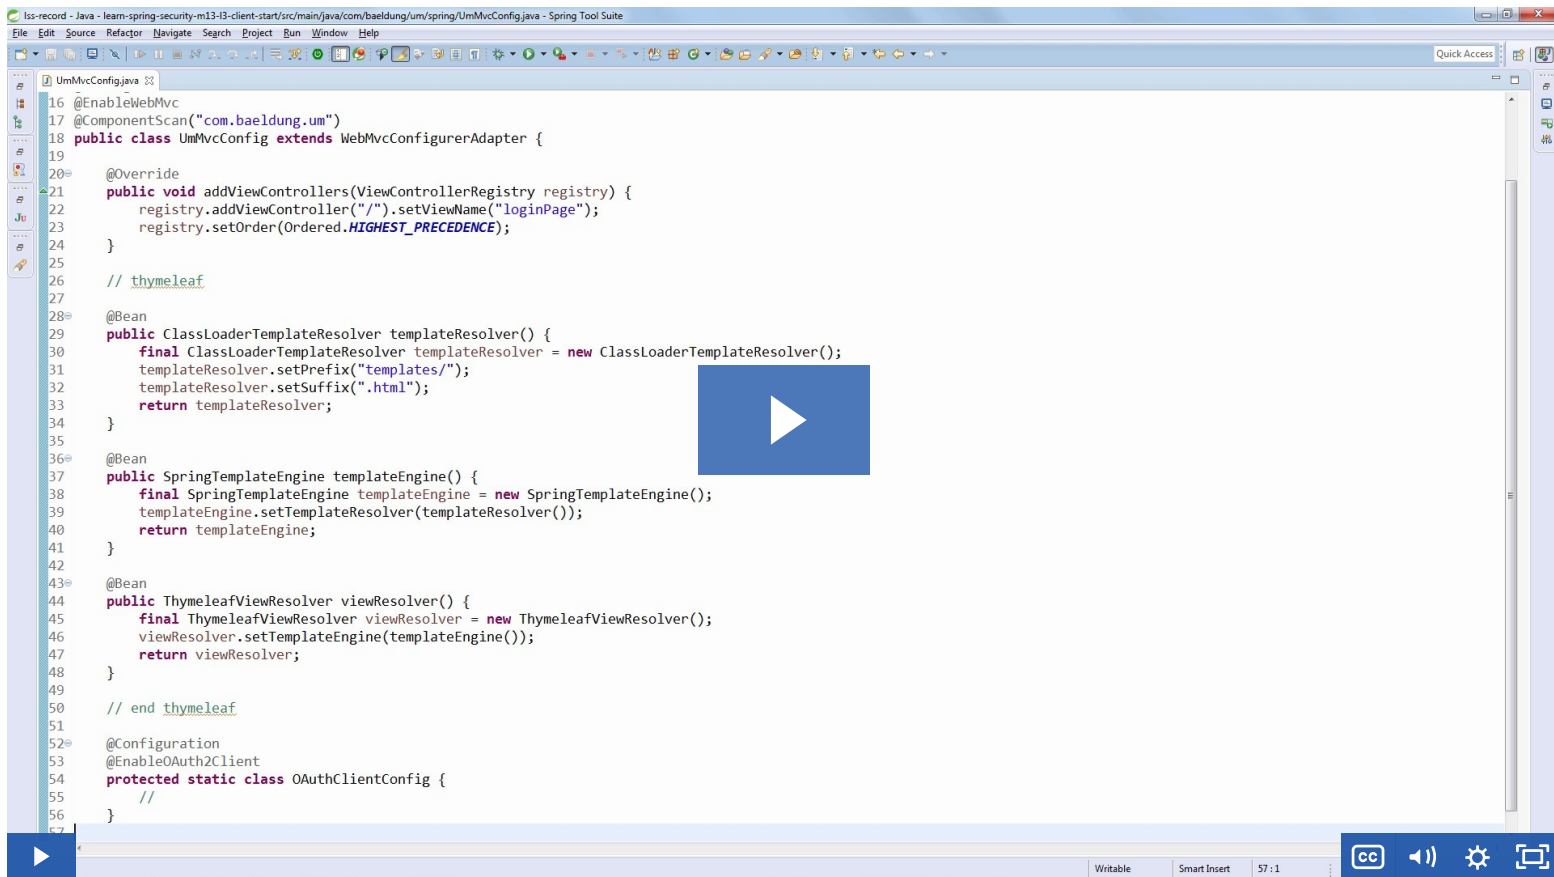 lss-record - Java - learn-spring-security-m13-l3-client-start/src/main/java/com/baeldung/um/spring/UmMvcConfig.java - Spring Tool Suite
File Edit Source Refactor Navigate Search Project Run Window Help
Quick Access
UmMvcConfig.java
16 @EnableWebMvc
17 @ComponentScan("com.baeldung.um")
18 public class UmMvcConfig extends WebMvcConfigurerAdapter {
19
20 @Override
21 public void addViewControllers(ViewControllerRegistry registry) {
22 registry.addViewController("/").setViewName("loginPage");
23 registry.setOrder(Ordered.HIGHEST_PRECEDENCE);
24 }
25
26 // thymeleaf
27
28 @Bean
29 public ClassLoaderTemplateResolver templateResolver() {
30 final ClassLoaderTemplateResolver templateResolver = new ClassLoaderTemplateResolver();
31 templateResolver.setPrefix("templates/");
32 templateResolver.setSuffix(".html");
33 return templateResolver;
34 }
35
36 @Bean
37 public SpringTemplateEngine templateEngine() {
38 final SpringTemplateEngine templateEngine = new SpringTemplateEngine();
39 templateEngine.setTemplateResolver(templateResolver());
40 return templateEngine;
41 }
42
43 @Bean
44 public ThymeleafViewResolver viewResolver() {
45 final ThymeleafViewResolver viewResolver = new ThymeleafViewResolver();
46 viewResolver.setTemplateEngine(templateEngine());
47 return viewResolver;
48 }
49
50 // end thymeleaf
51
52 @Configuration
53 @EnableOAuth2Client
54 protected static class OAuthClientConfig {
55 //
56 }
57
Ju
CC
Writable Smart Insert 57 : 1